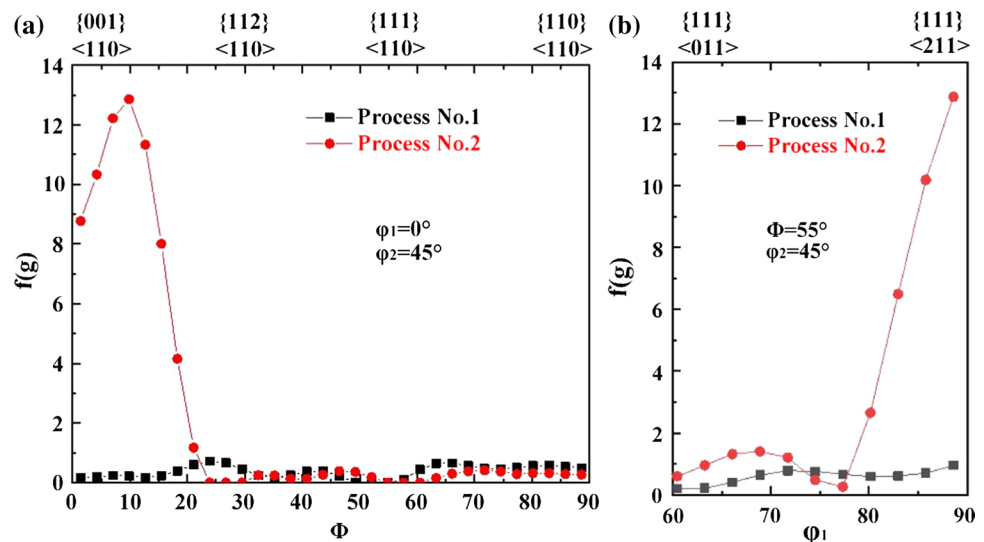 (a)
{001} {112} {111} {110}
<110> <110> <110> <110>
14
12
10
8
6
4
2
0
f(g)
Process No.1
Process No.2
φ1=0°
φ2=45°
0 10 20 30 40 50 60 70 80 90
Φ
(b)
{111} {111}
<011> <211>
14
12
10
8
6
4
2
0
f(g)
Process No.1
Process No.2
Φ=55°
φ2=45°
60 70 80 90
φ1